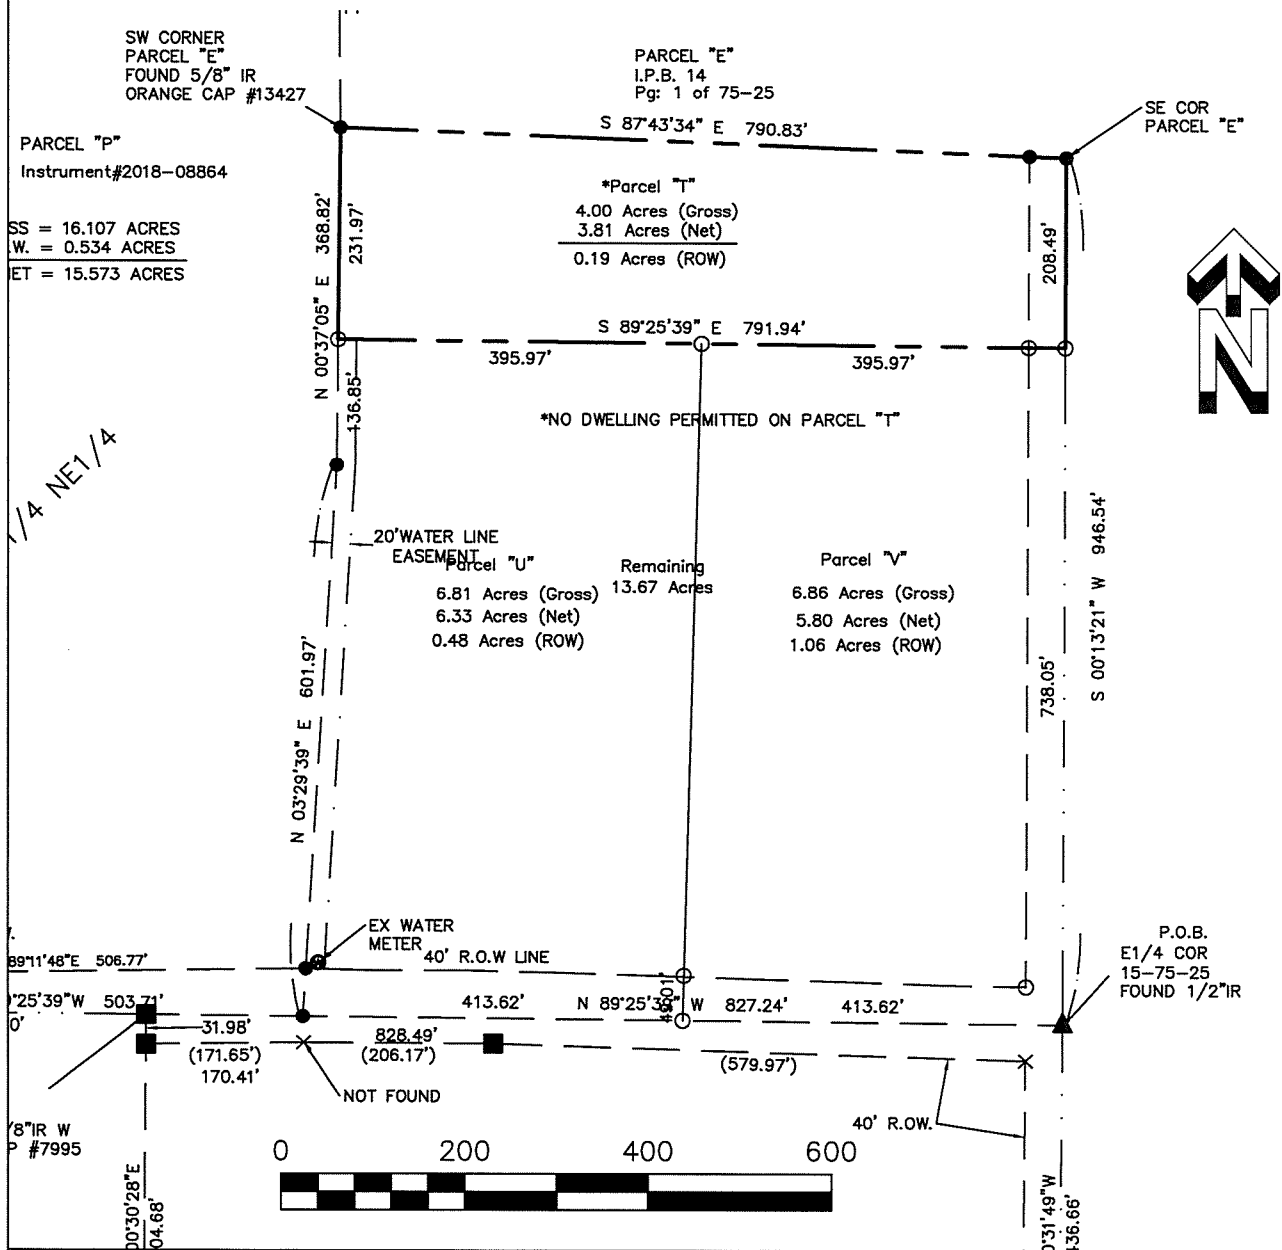 SW CORNER
PARCEL "E"
FOUND 5/8" IR
ORANGE CAP #13427
PARCEL "E"
I.P.B. 14
Pg: 1 of 75-25
SE COR
PARCEL "E"
S 87°43'34" E 790.83'
PARCEL "P"
Instrument#2018-08864
SS = 16.107 ACRES
.W. = 0.534 ACRES
ET = 15.573 ACRES
*Parcel "T"
4.00 Acres (Gross)
3.81 Acres (Net)
0.19 Acres (ROW)
N 00°37'05" E 368.82'
231.97'
208.49'
S 89°25'39" E 791.94'
395.97'
395.97'
136.85'
*NO DWELLING PERMITTED ON PARCEL "T"
N
1/4 NE1/4
20'WATER LINE
EASEMENT
Parcel "U"
6.81 Acres (Gross)
6.33 Acres (Net)
0.48 Acres (ROW)
Remaining
13.67 Acres
Parcel "V"
6.86 Acres (Gross)
5.80 Acres (Net)
1.06 Acres (ROW)
S 00°13'21" W 946.54'
738.05'
N 03°29'39" E 601.97'
EX WATER
METER
40' R.O.W LINE
89°11'48"E 506.77'
°25'39"W 503.71'
0'
413.62'
N 89°25'39" W 827.24'
413.62'
49.01'
P.O.B.
E1/4 COR
15-75-25
FOUND 1/2"IR
31.98'
(171.65')
170.41'
828.49'
(206.17')
(579.97')
NOT FOUND
40' R.OW.
/8"IR W
P #7995
0 200 400 600
00°30'28"E
04.68'
0°31'49"W
436.66'